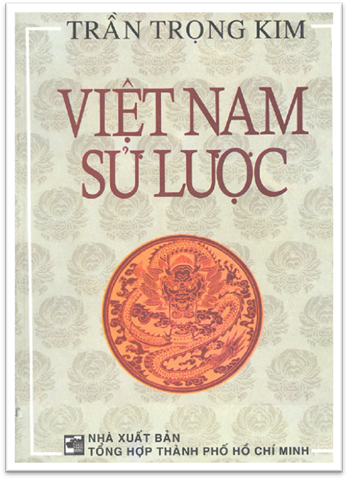 TRẦN TRỌNG KIM
VIỆT NAM
SỬ LƯỢC
NHÀ XUẤT BẢN
TỔNG HỢP THÀNH PHỐ HỒ CHÍ MINH